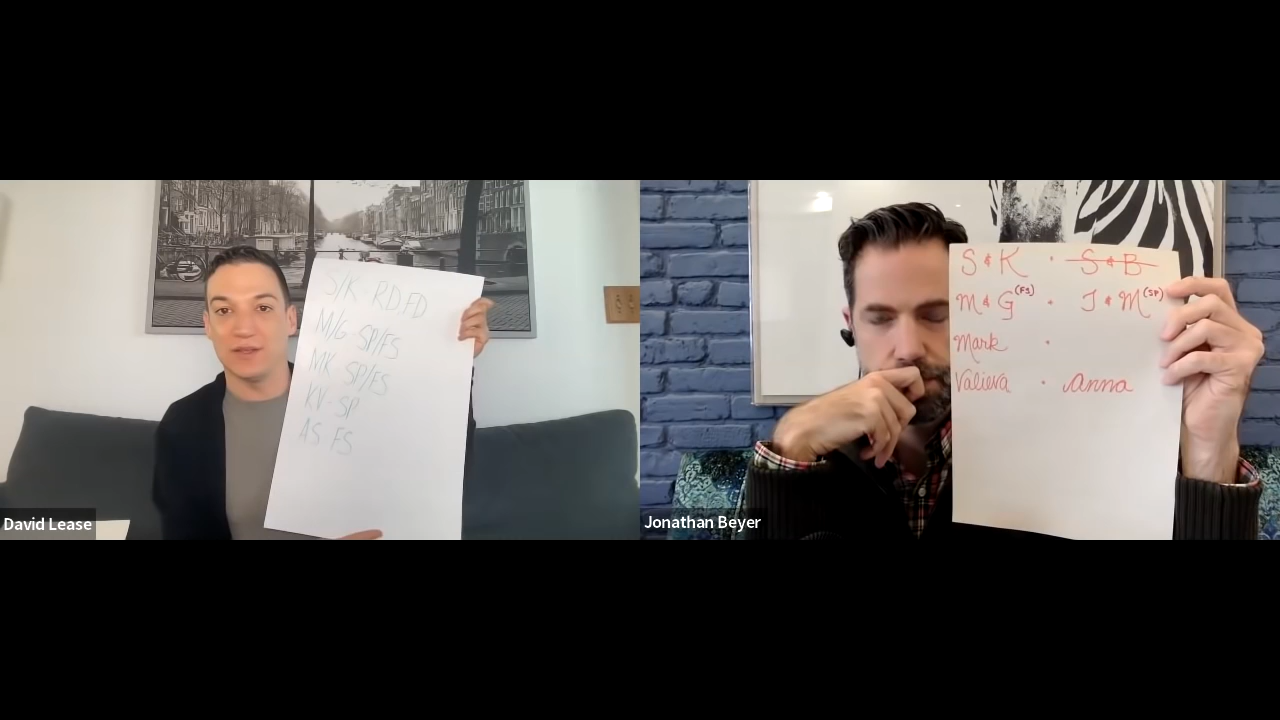 S/K - RD FD
M/G SP/FS
MK SP/FS
KV - SP
AS FS
David Lease
S & K · S & B
M & G (FS) · J & M (SP)
Mark ·
Valieva · Anna
Jonathan Beyer